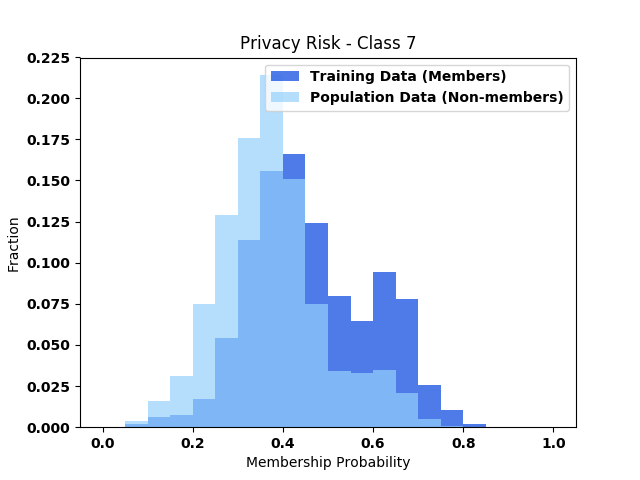 Privacy Risk - Class 7
Training Data (Members)
Population Data (Non-members)
0.225
0.200
0.175
0.150
0.125
0.100
0.075
0.050
0.025
0.000
Fraction
0.0 0.2 0.4 0.6 0.8 1.0
Membership Probability